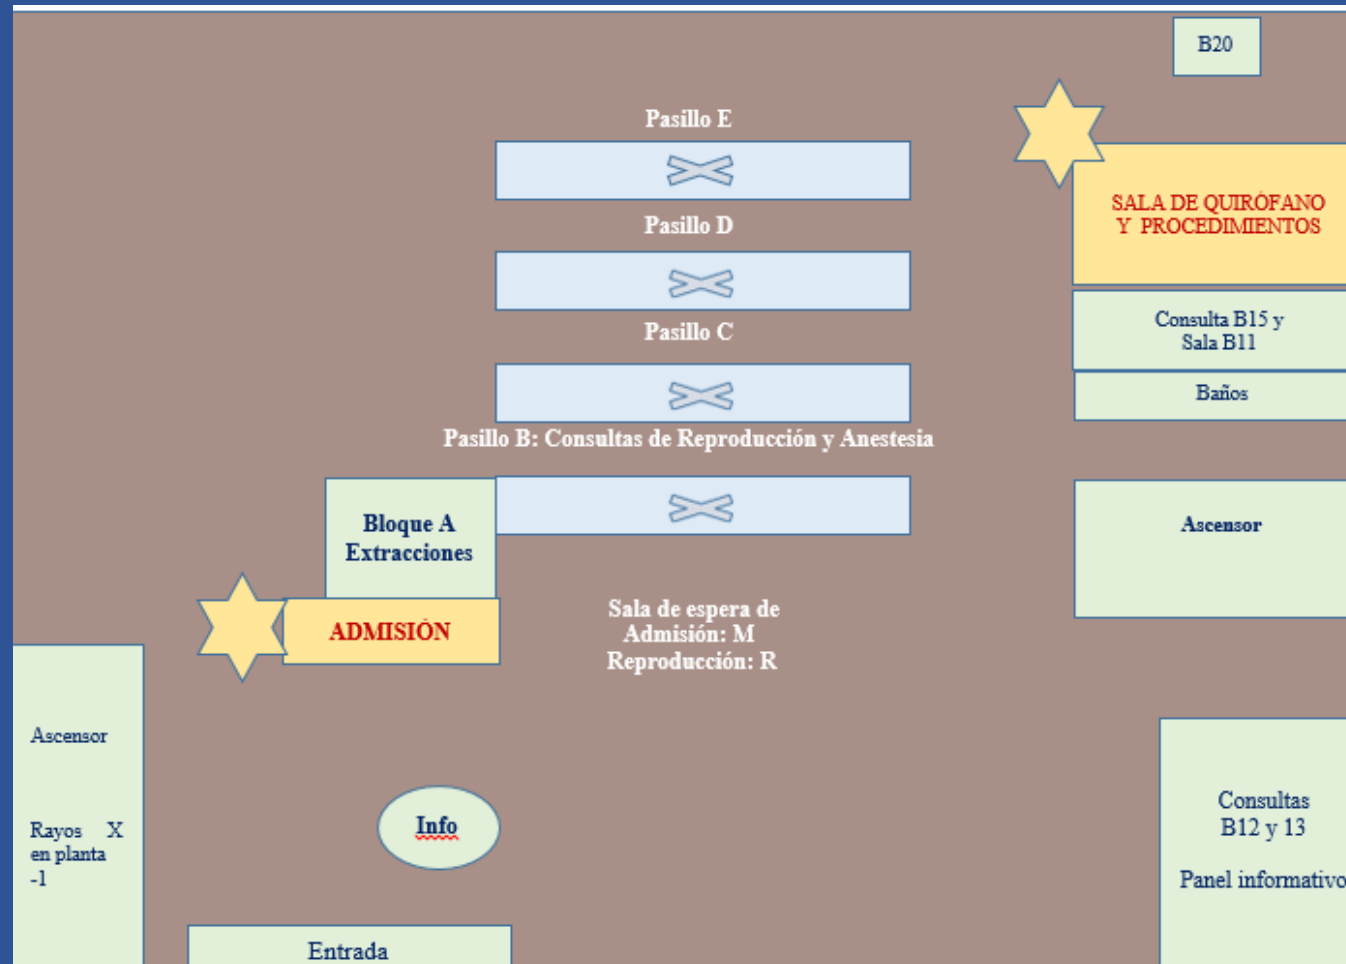 B20
Pasillo E
SALA DE QUIRÓFANO
Y PROCEDIMIENTOS
Pasillo D
Consulta B15 y
Sala B11
Pasillo C
Baños
Pasillo B: Consultas de Reproducción y Anestesia
Bloque A
Extracciones
Ascensor
ADMISIÓN
Sala de espera de
Admisión: M
Reproducción: R
Ascensor
Rayos X
en planta
-1
Info
Consultas
B12 y 13
Panel informativo
Entrada